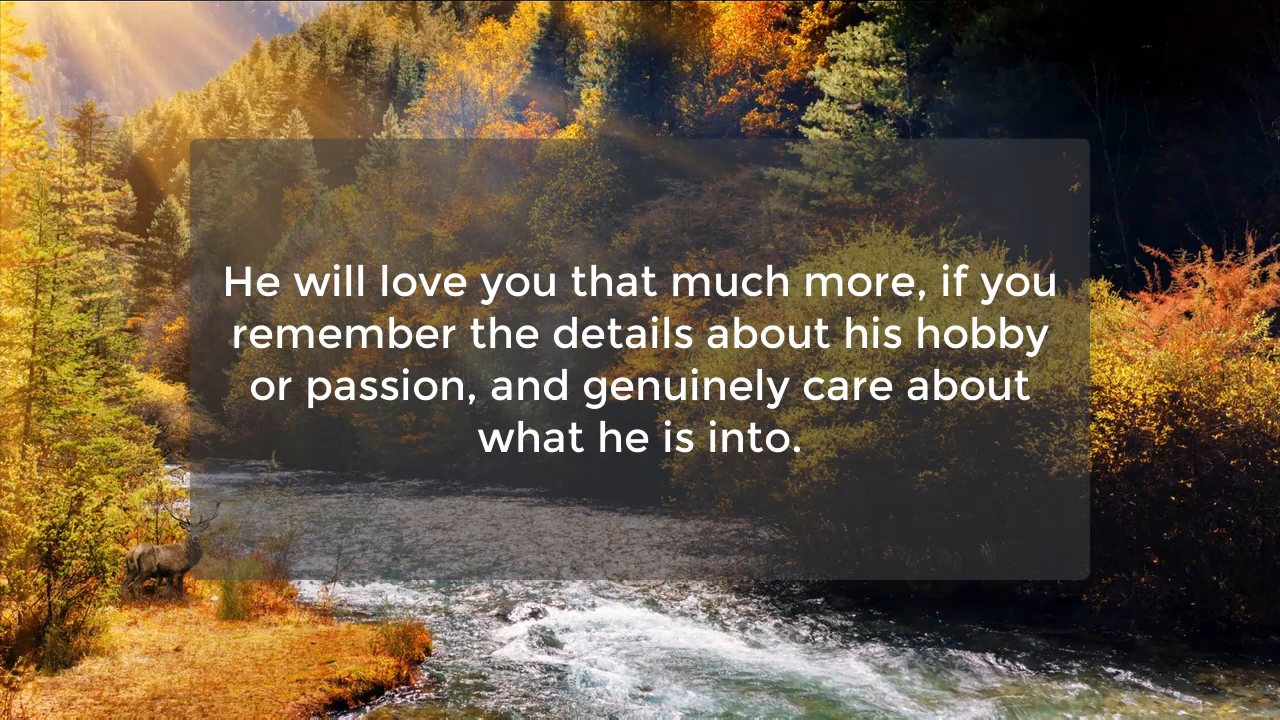 He will love you that much more, if you
remember the details about his hobby
or passion, and genuinely care about
what he is into.